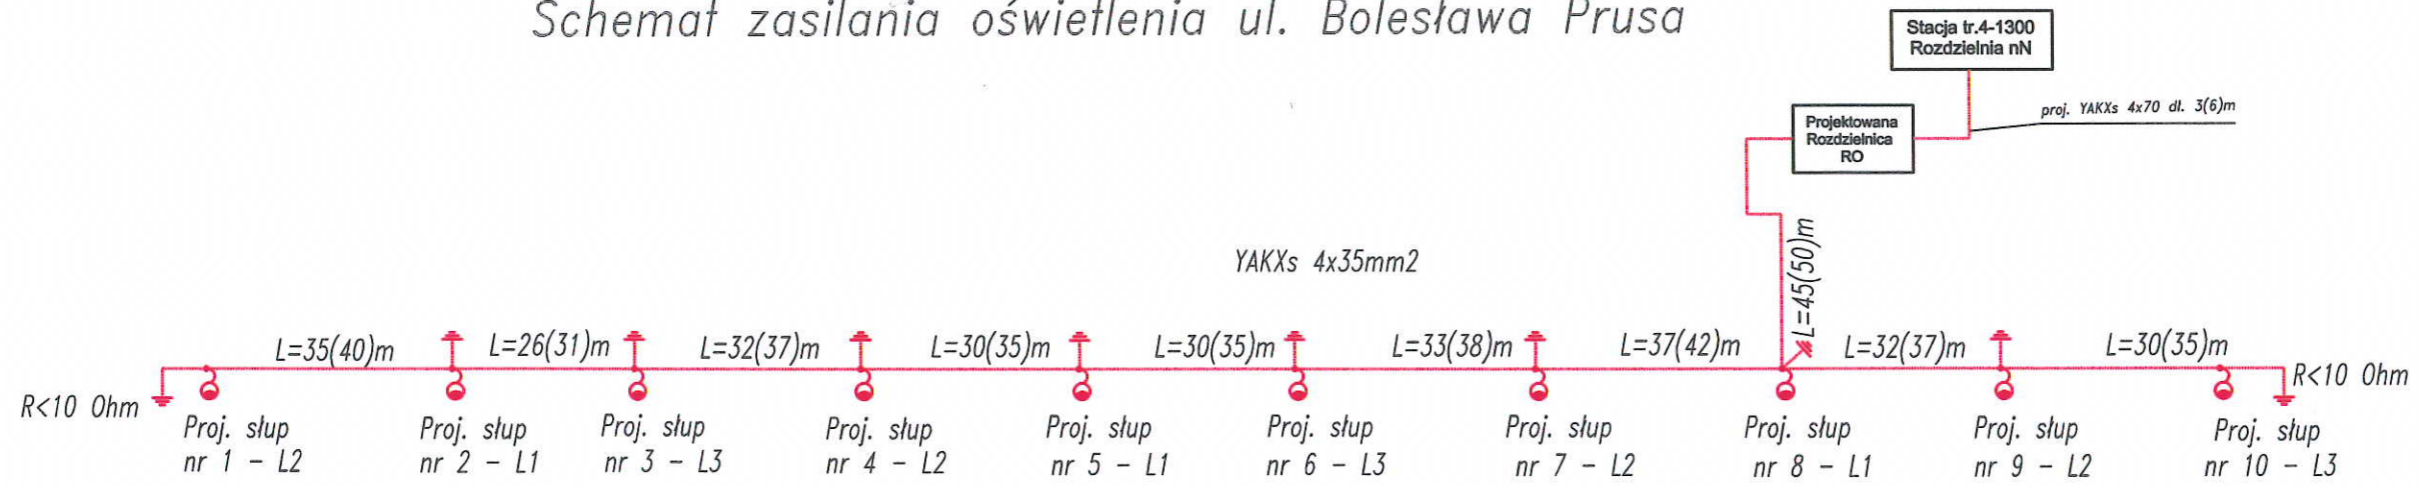 Schemat zasilania oświetlenia ul. Bolesława Prusa
Stacja tr.4-1300
Rozdzielnia nN
proj. YAKXs 4x70 dł. 3(6)m
Projektowana
Rozdzielnica
RO
YAKXs 4x35mm2
L=45(50)m
L=35(40)m
L=26(31)m
L=32(37)m
L=30(35)m
L=30(35)m
L=33(38)m
L=37(42)m
L=32(37)m
L=30(35)m
R<10 Ohm
R<10 Ohm
Proj. słup
nr 1 – L2
Proj. słup
nr 2 – L1
Proj. słup
nr 3 – L3
Proj. słup
nr 4 – L2
Proj. słup
nr 5 – L1
Proj. słup
nr 6 – L3
Proj. słup
nr 7 – L2
Proj. słup
nr 8 – L1
Proj. słup
nr 9 – L2
Proj. słup
nr 10 – L3